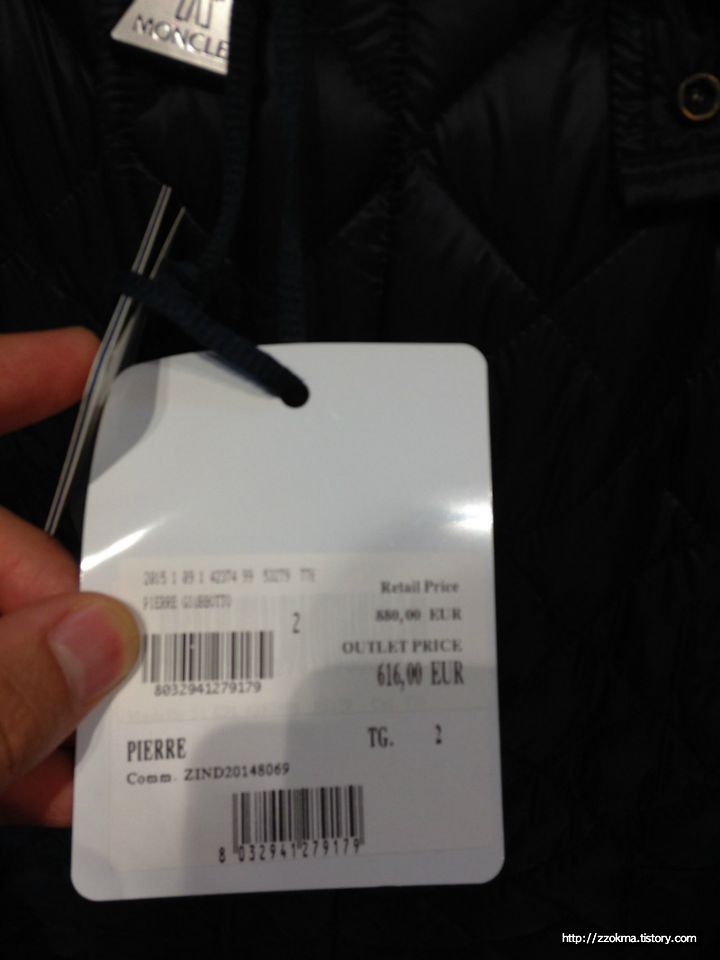 MONCLE
2015 1 09 1 42374 99 53279 776
PIERRE GIUBBOTTO
2
8032941279179
Retail Price
880,00 EUR
OUTLET PRICE
616,00 EUR
PIERRE
TG. 2
Comm. ZIND20148069
8 032941 279179
http://zzokma.tistory.com